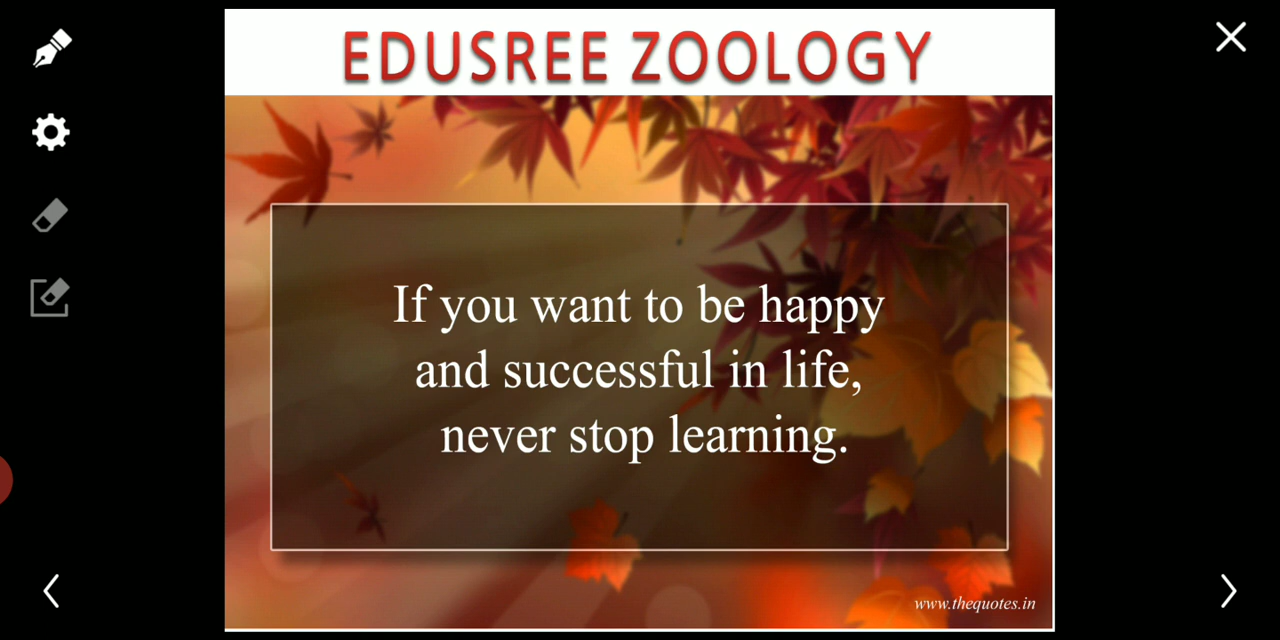 EDUSREE ZOOLOGY
If you want to be happy
and successful in life,
never stop learning.
www.thequotes.in